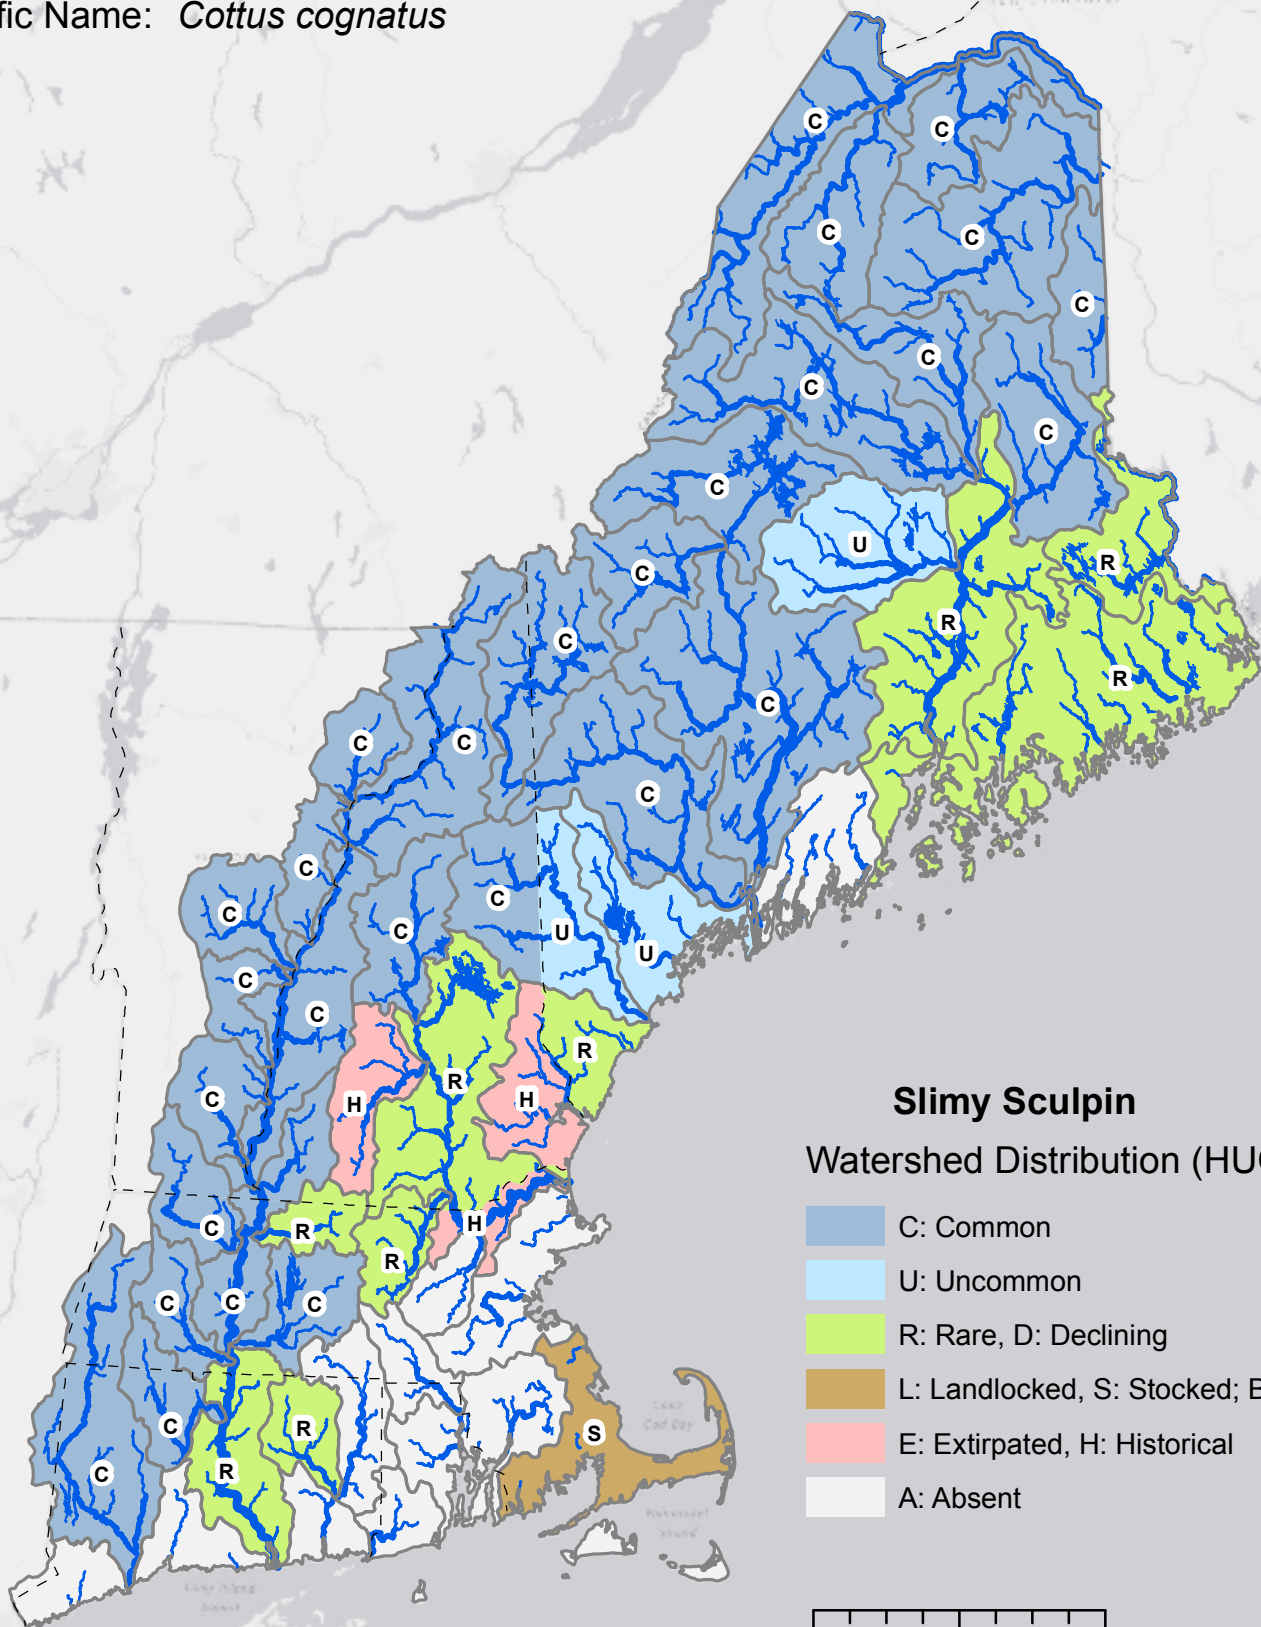 fic Name: Cottus cognatus
C
C
C
C
C
C
C
C
C
U
C
R
C
R
C
R
C
C
C
C
C
C
C
U
U
C
C
C
R
R
H
H
C
C
R
H
R
C
C
C
C
R
S
R
C
Slimy Sculpin
Watershed Distribution (HU
C: Common
U: Uncommon
R: Rare, D: Declining
L: Landlocked, S: Stocked; B
E: Extirpated, H: Historical
A: Absent